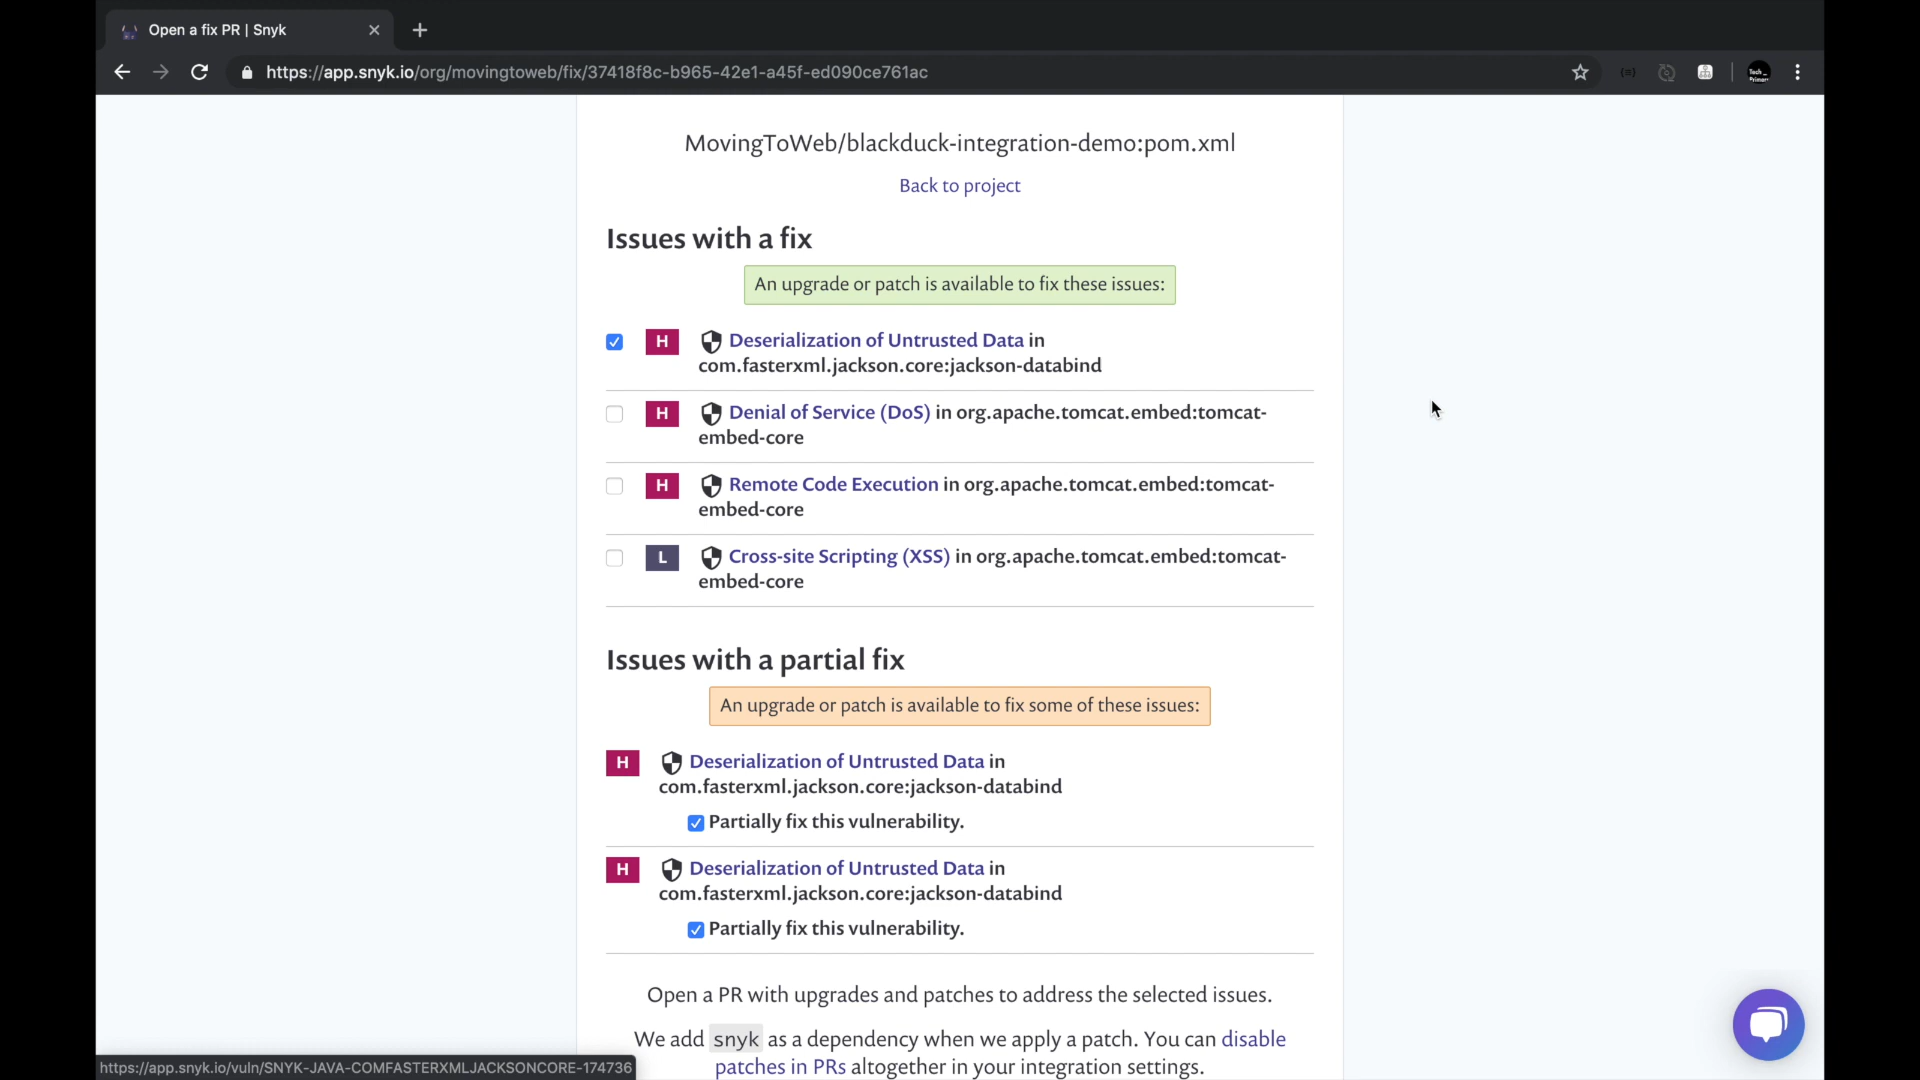 Open a fix PR | Snyk
https://app.snyk.io/org/movingtoweb/fix/37418f8c-b965-42e1-a45f-ed090ce761ac
MovingToWeb/blackduck-integration-demo:pom.xml
Back to project
Issues with a fix
An upgrade or patch is available to fix these issues:
H Deserialization of Untrusted Data in
com.fasterxml.jackson.core:jackson-databind
H Denial of Service (DoS) in org.apache.tomcat.embed:tomcat-
embed-core
H Remote Code Execution in org.apache.tomcat.embed:tomcat-
embed-core
L Cross-site Scripting (XSS) in org.apache.tomcat.embed:tomcat-
embed-core
Issues with a partial fix
An upgrade or patch is available to fix some of these issues:
H Deserialization of Untrusted Data in
com.fasterxml.jackson.core:jackson-databind
Partially fix this vulnerability.
H Deserialization of Untrusted Data in
com.fasterxml.jackson.core:jackson-databind
Partially fix this vulnerability.
Open a PR with upgrades and patches to address the selected issues.
We add snyk as a dependency when we apply a patch. You can disable
patches in PRs altogether in your integration settings.
https://app.snyk.io/vuln/SNYK-JAVA-COMFASTERXMLJACKSONCORE-174736